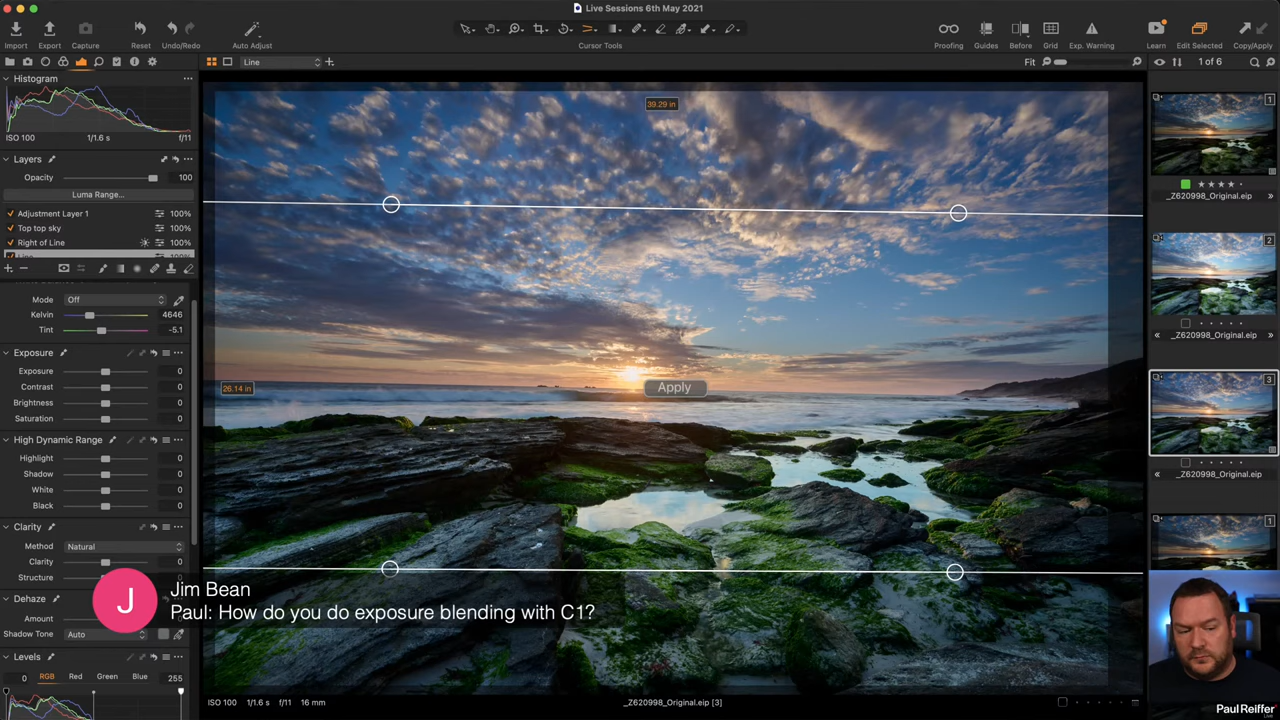 Live Sessions 6th May 2021
Import
Export
Capture
Reset
Undo/Redo
Auto Adjust
Cursor Tools
Proofing
Guides
Before
Grid
Exp. Warning
Learn
Edit Selected
Copy/Apply
Line
Fit
1 of 6
Histogram
ISO 100
1/1.6 s
f/11
Layers
Opacity
100
Luma Range...
Adjustment Layer 1
100%
Top top sky
100%
Right of Line
100%
Mode
Off
Kelvin
4646
Tint
-5.1
Exposure
Exposure
0
Contrast
0
Brightness
0
Saturation
0
High Dynamic Range
Highlight
0
Shadow
0
White
0
Black
0
Clarity
Method
Natural
Clarity
0
Structure
Dehaze
Amount
Shadow Tone
Auto
Levels
0
RGB
Red
Green
Blue
255
39.29 in
26.14 in
Apply
J
Jim Bean
Paul: How do you do exposure blending with C1?
ISO 100
1/1.6 s
f/11
16 mm
_Z620998_Original.eip [3]
1
_Z620998_Original.eip
2
_Z620998_Original.eip
3
_Z620998_Original.eip
1
Paul Reiffer
Live